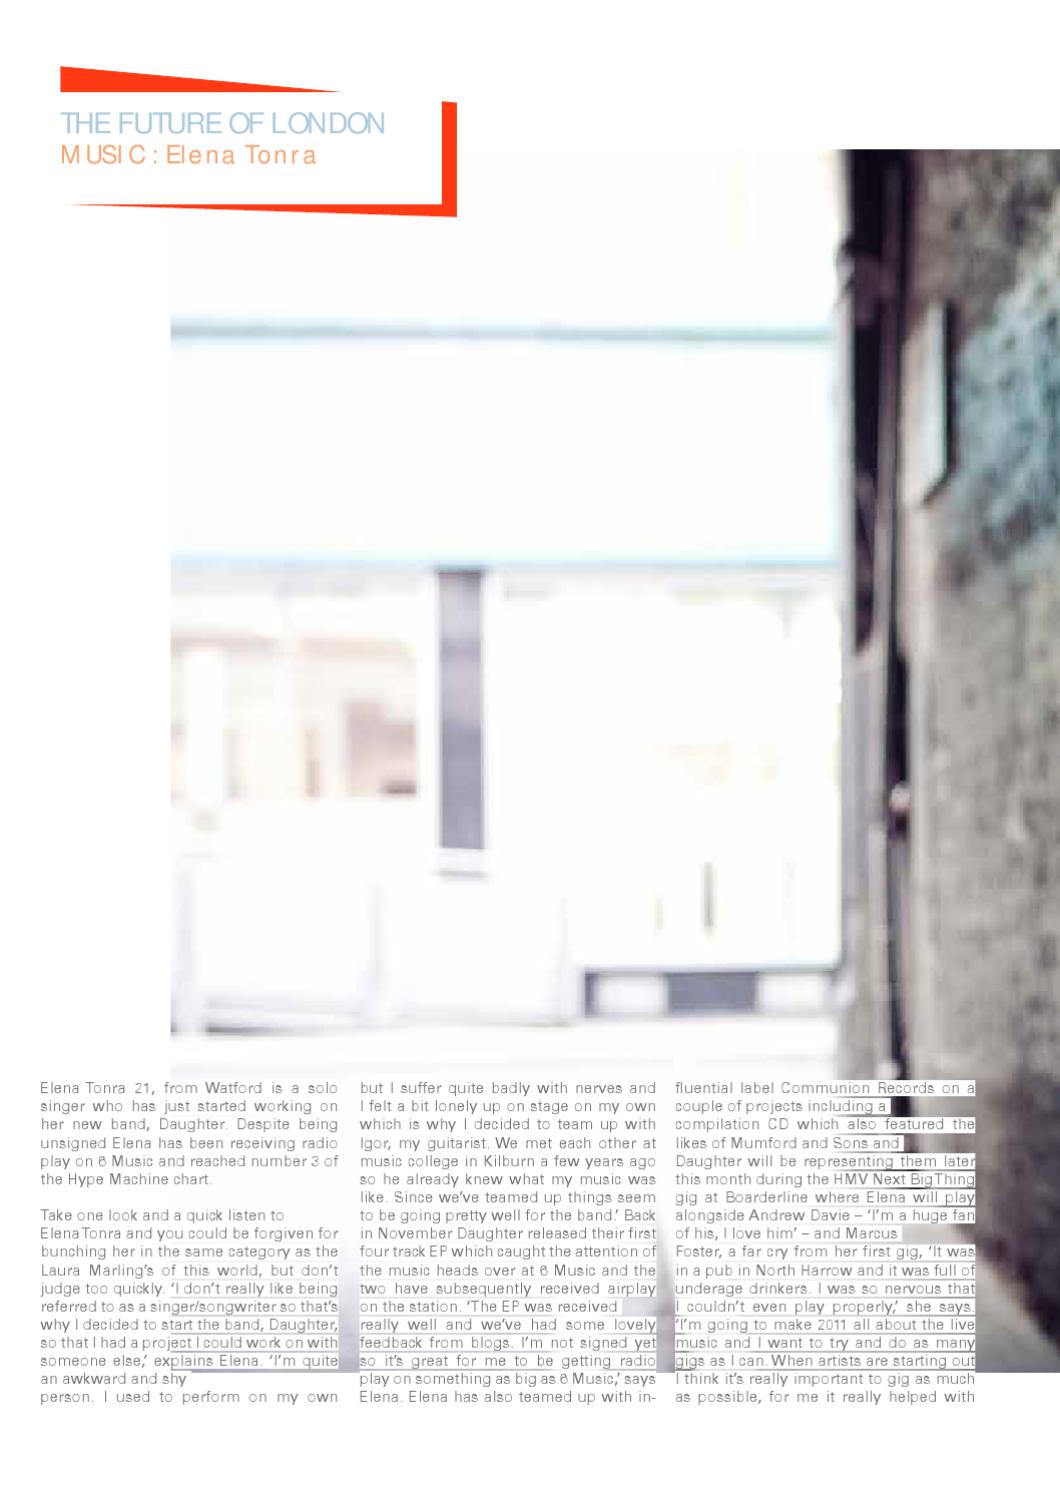 THE FUTURE OF LONDON
MUSIC: Elena Tonra
Elena Tonra 21, from Watford is a solo
singer who has just started working on
her new band, Daughter. Despite being
unsigned Elena has been receiving radio
play on 6 Music and reached number 3 of
the Hype Machine chart.
Take one look and a quick listen to
Elena Tonra and you could be forgiven for
bunching her in the same category as the
Laura Marling's of this world, but don't
judge too quickly. 'I don't really like being
referred to as a singer/songwriter so that's
why I decided to start the band, Daughter,
so that I had a project I could work on with
someone else,' explains Elena. 'I'm quite
an awkward and shy
person. I used to perform on my own
but I suffer quite badly with nerves and
I felt a bit lonely up on stage on my own
which is why I decided to team up with
Igor, my guitarist. We met each other at
music college in Kilburn a few years ago
so he already knew what my music was
like. Since we've teamed up things seem
to be going pretty well for the band.' Back
in November Daughter released their first
four track EP which caught the attention of
the music heads over at 6 Music and the
two have subsequently received airplay
on the station. 'The EP was received
really well and we've had some lovely
feedback from blogs. I'm not signed yet
so it's great for me to be getting radio
play on something as big as 6 Music,' says
Elena. Elena has also teamed up with in-
fluential label Communion Records on a
couple of projects including a
compilation CD which also featured the
likes of Mumford and Sons and
Daughter will be representing them later
this month during the HMV Next Big Thing
gig at Boarderline where Elena will play
alongside Andrew Davie – 'I'm a huge fan
of his, I love him' – and Marcus
Foster, a far cry from her first gig, 'It was
in a pub in North Harrow and it was full of
underage drinkers. I was so nervous that
I couldn't even play properly,' she says.
'I'm going to make 2011 all about the live
music and I want to try and do as many
gigs as I can. When artists are starting out
I think it's really important to gig as much
as possible, for me it really helped with